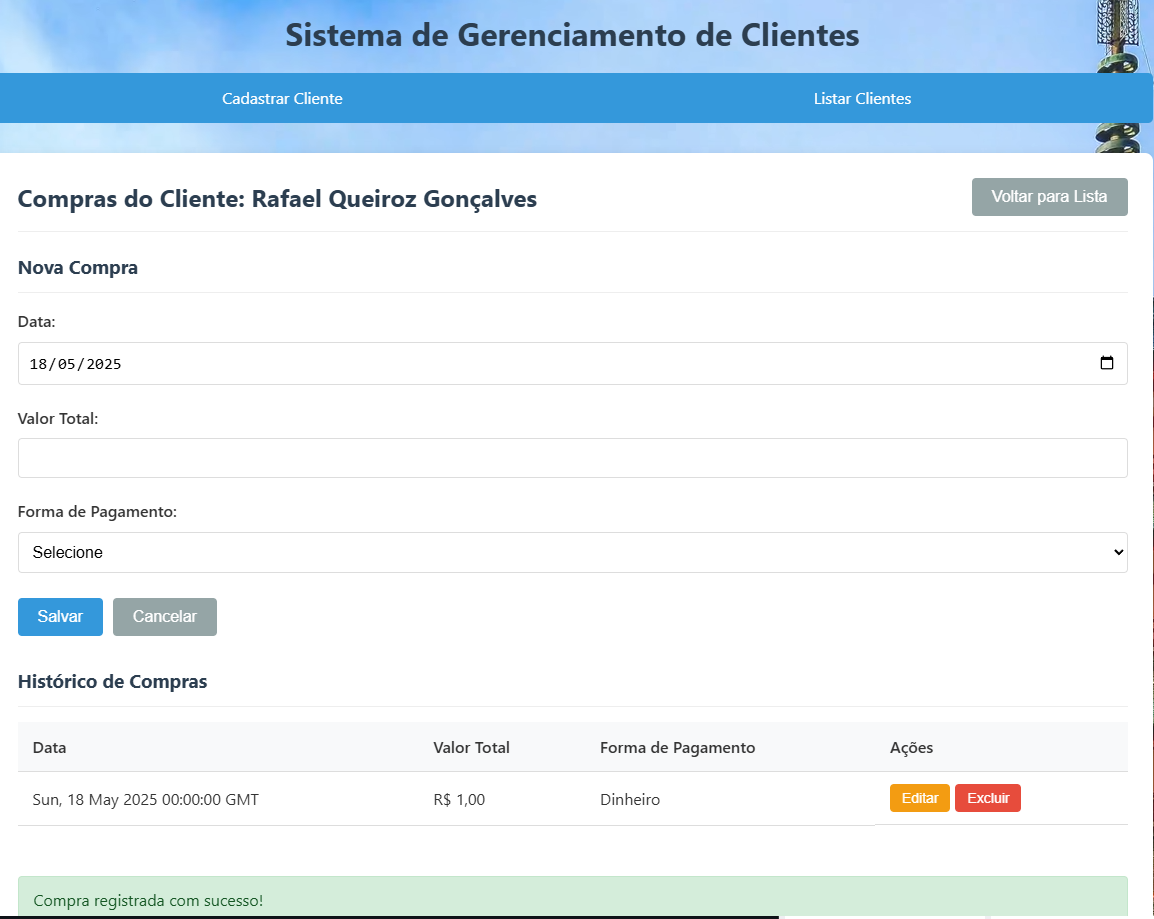 Sistema de Gerenciamento de Clientes
Cadastrar Cliente Listar Clientes
Compras do Cliente: Rafael Queiroz Gonçalves Voltar para Lista
Nova Compra
Data:
18/05/2025
Valor Total:
Forma de Pagamento:
Selecione
Salvar Cancelar
Histórico de Compras
Data Valor Total Forma de Pagamento Ações
Sun, 18 May 2025 00:00:00 GMT R$ 1,00 Dinheiro Editar Excluir
Compra registrada com sucesso!